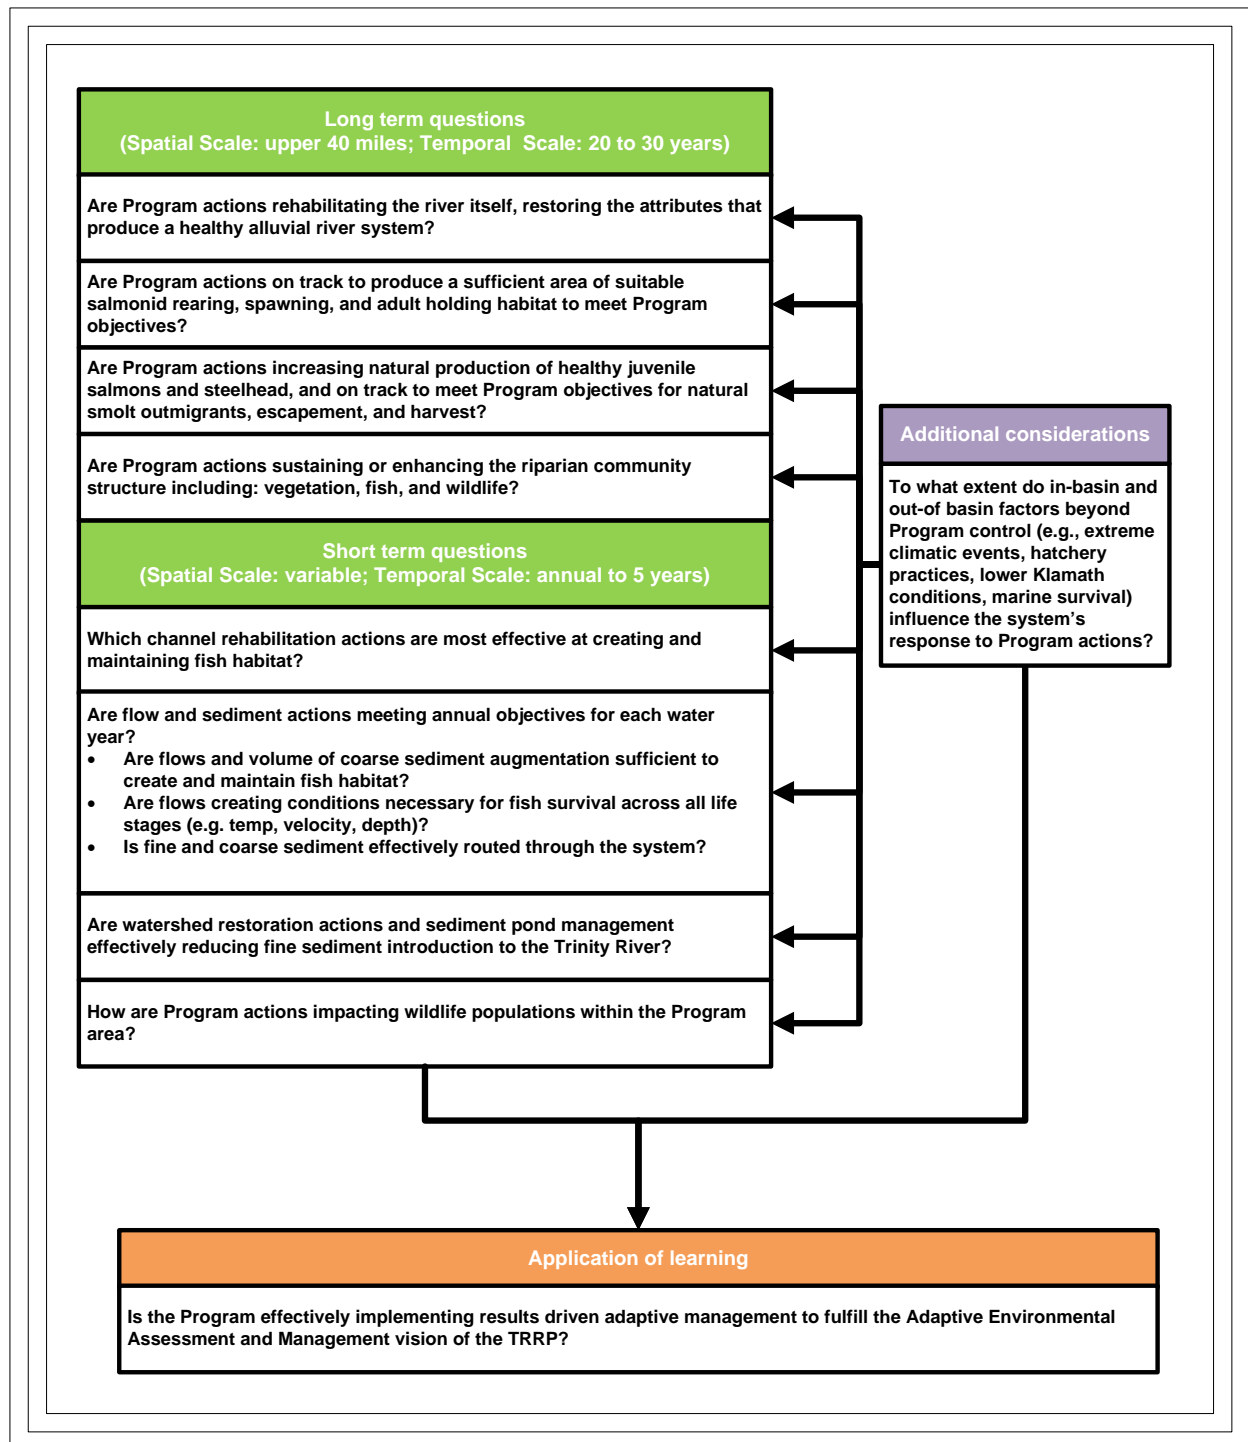 Long term questions
(Spatial Scale: upper 40 miles; Temporal  Scale: 20 to 30 years)
Are Program actions rehabilitating the river itself, restoring the attributes that
produce a healthy alluvial river system?
Are Program actions on track to produce a sufficient area of suitable
salmonid rearing, spawning, and adult holding habitat to meet Program
objectives?
Are Program actions increasing natural production of healthy juvenile
salmons and steelhead, and on track to meet Program objectives for natural
smolt outmigrants, escapement, and harvest?
Are Program actions sustaining or enhancing the riparian community
structure including: vegetation, fish, and wildlife?
Short term questions
(Spatial Scale: variable; Temporal Scale: annual to 5 years)
Which channel rehabilitation actions are most effective at creating and
maintaining fish habitat?
Are flow and sediment actions meeting annual objectives for each water
year?
• Are flows and volume of coarse sediment augmentation sufficient to
create and maintain fish habitat?
• Are flows creating conditions necessary for fish survival across all life
stages (e.g. temp, velocity, depth)?
• Is fine and coarse sediment effectively routed through the system?
Are watershed restoration actions and sediment pond management
effectively reducing fine sediment introduction to the Trinity River?
How are Program actions impacting wildlife populations within the Program
area?
Additional considerations
To what extent do in-basin and
out-of basin factors beyond
Program control (e.g., extreme
climatic events, hatchery
practices, lower Klamath
conditions, marine survival)
influence the system’s
response to Program actions?
Application of learning
Is the Program effectively implementing results driven adaptive management to fulfill the Adaptive Environmental
Assessment and Management vision of the TRRP?